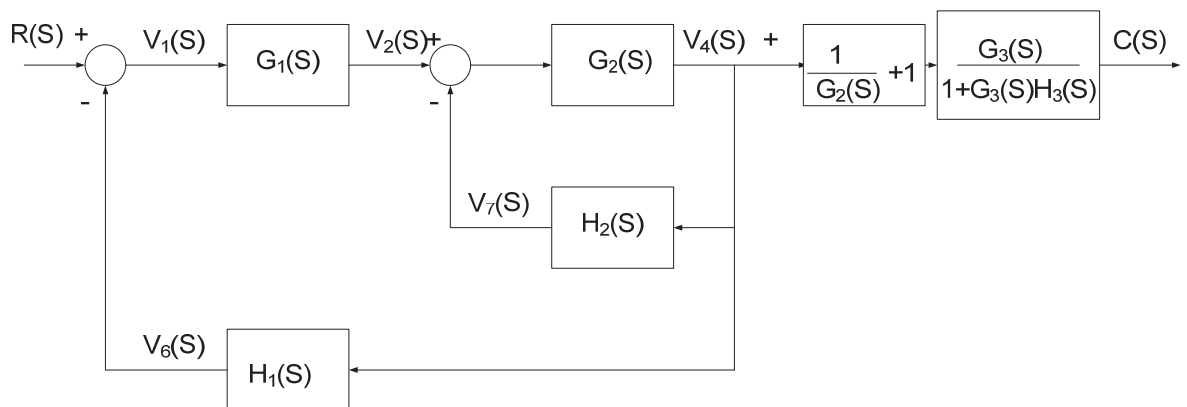 R(S) +
-
V₁(S)
G₁(S)
V₂(S)+
-
G₂(S)
V₄(S) +
1
G₂(S)
+1
G₃(S)
1+G₃(S)H₃(S)
C(S)
V₇(S)
H₂(S)
V₆(S)
H₁(S)